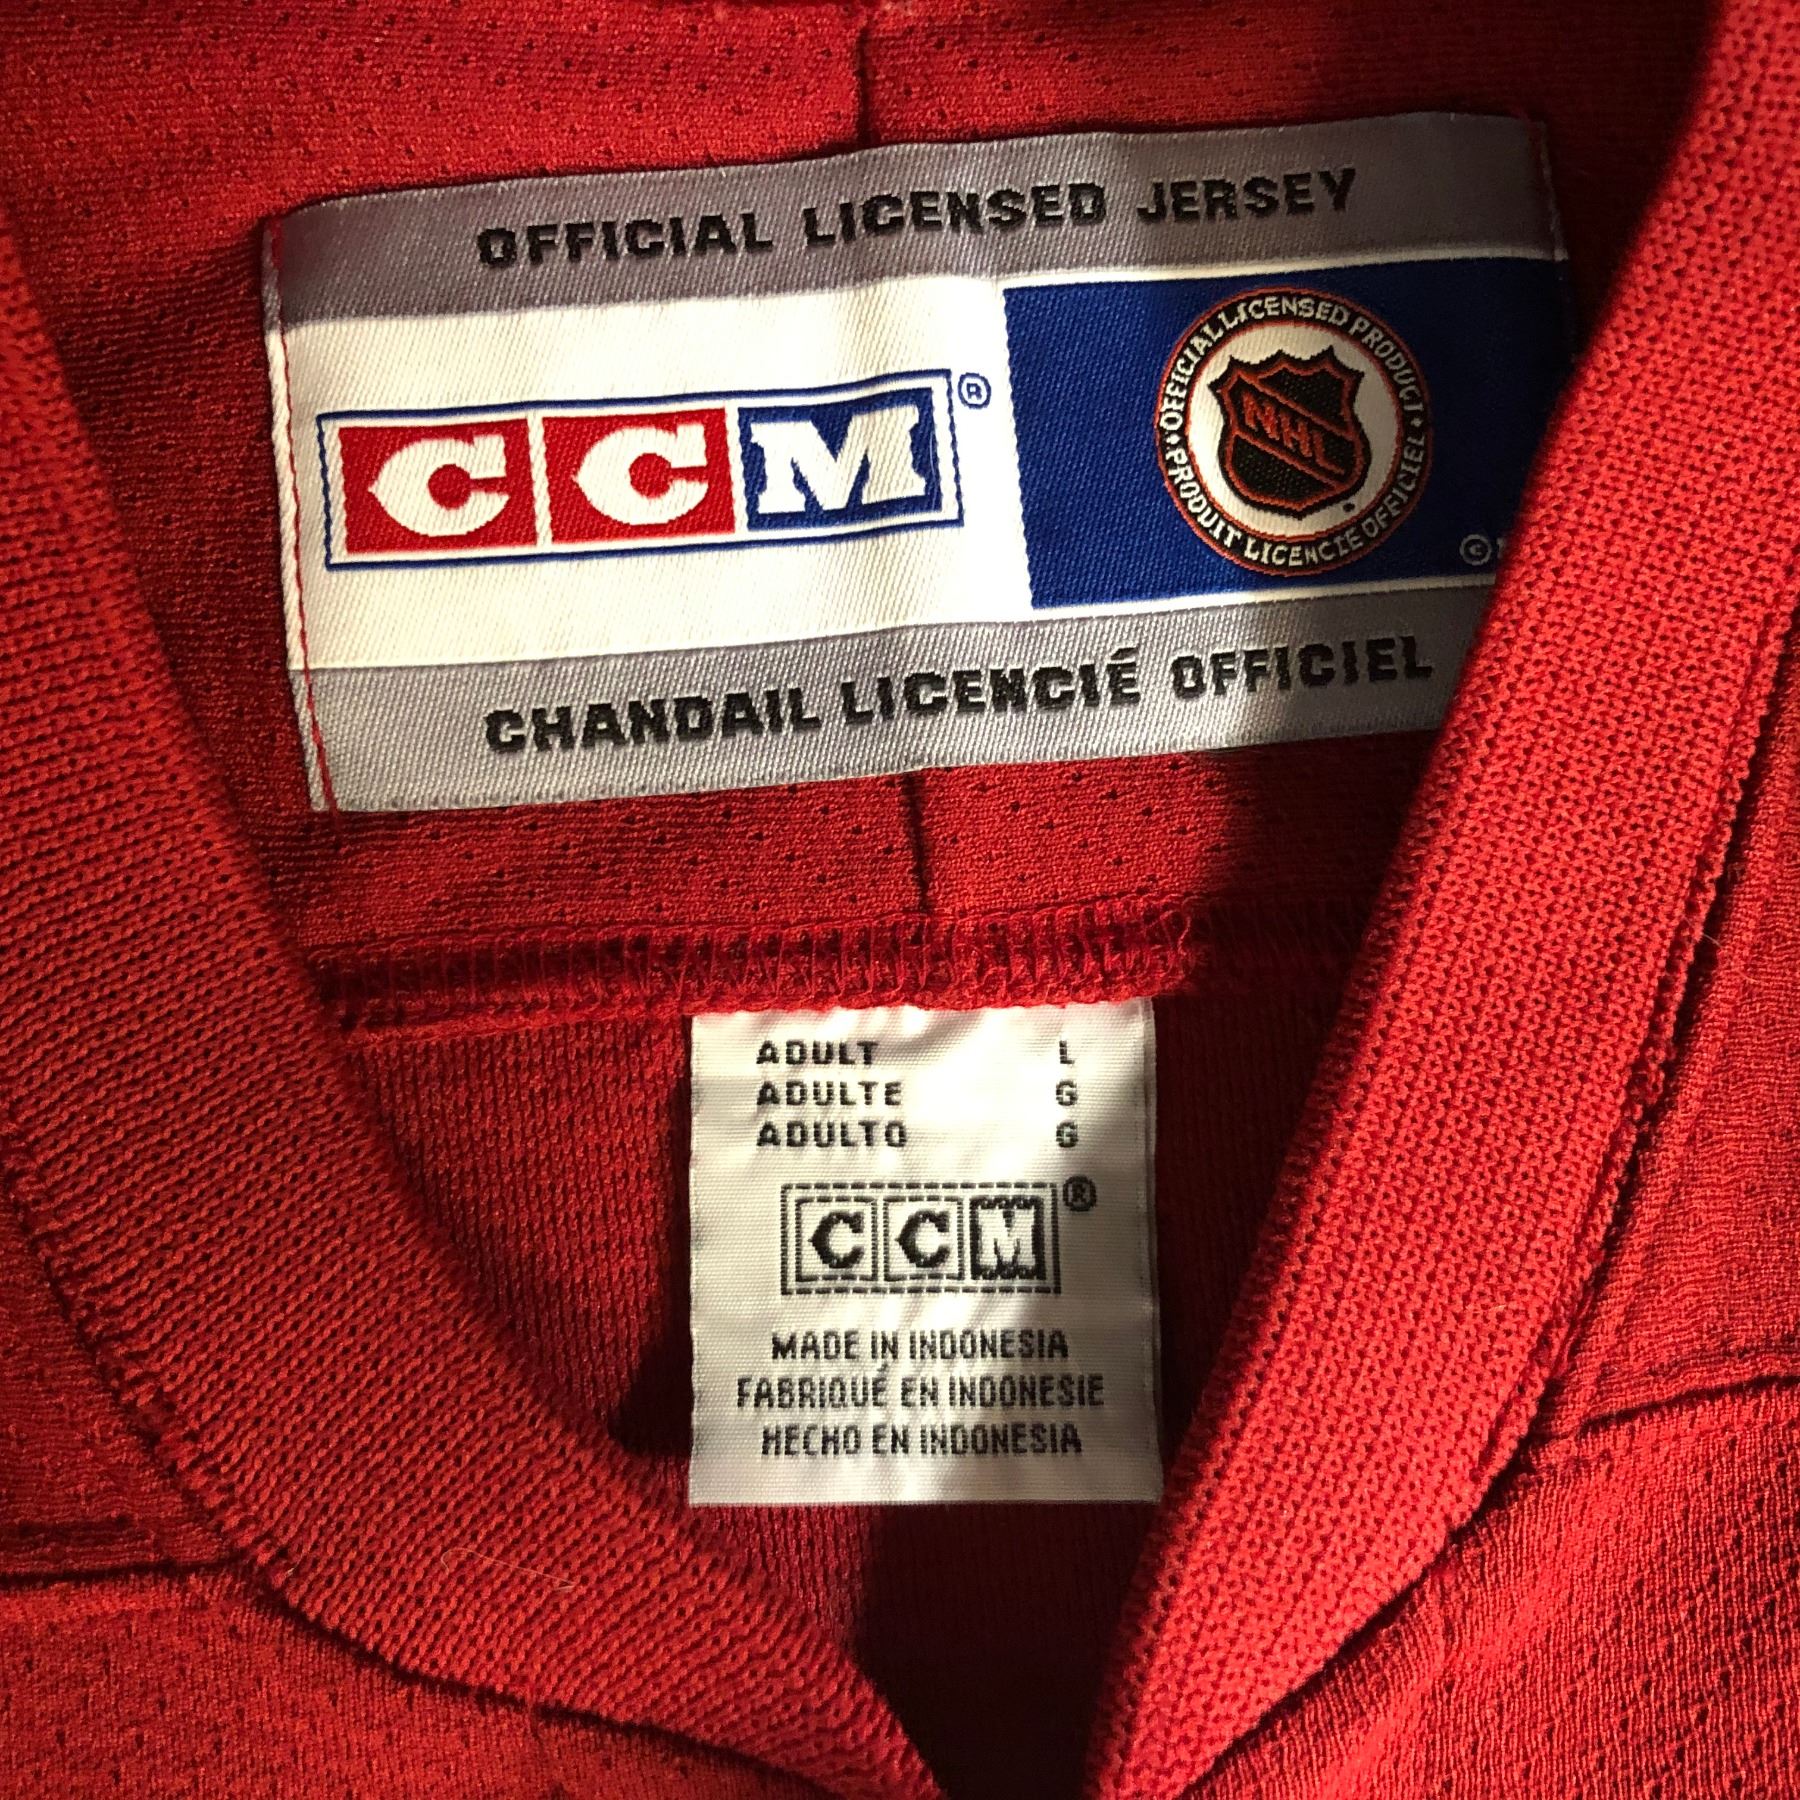 OFFICIAL LICENSED JERSEY
CCM®
•OFFICIAL LICENSED PRODUCT•
NHL
PRODUIT LICENCIE OFFICIEL
©
CHANDAIL LICENCIÉ OFFICIEL
ADULT L
ADULTE G
ADULTO G
CCM®
MADE IN INDONESIA
FABRIQUÉ EN INDONESIE
HECHO EN INDONESIA